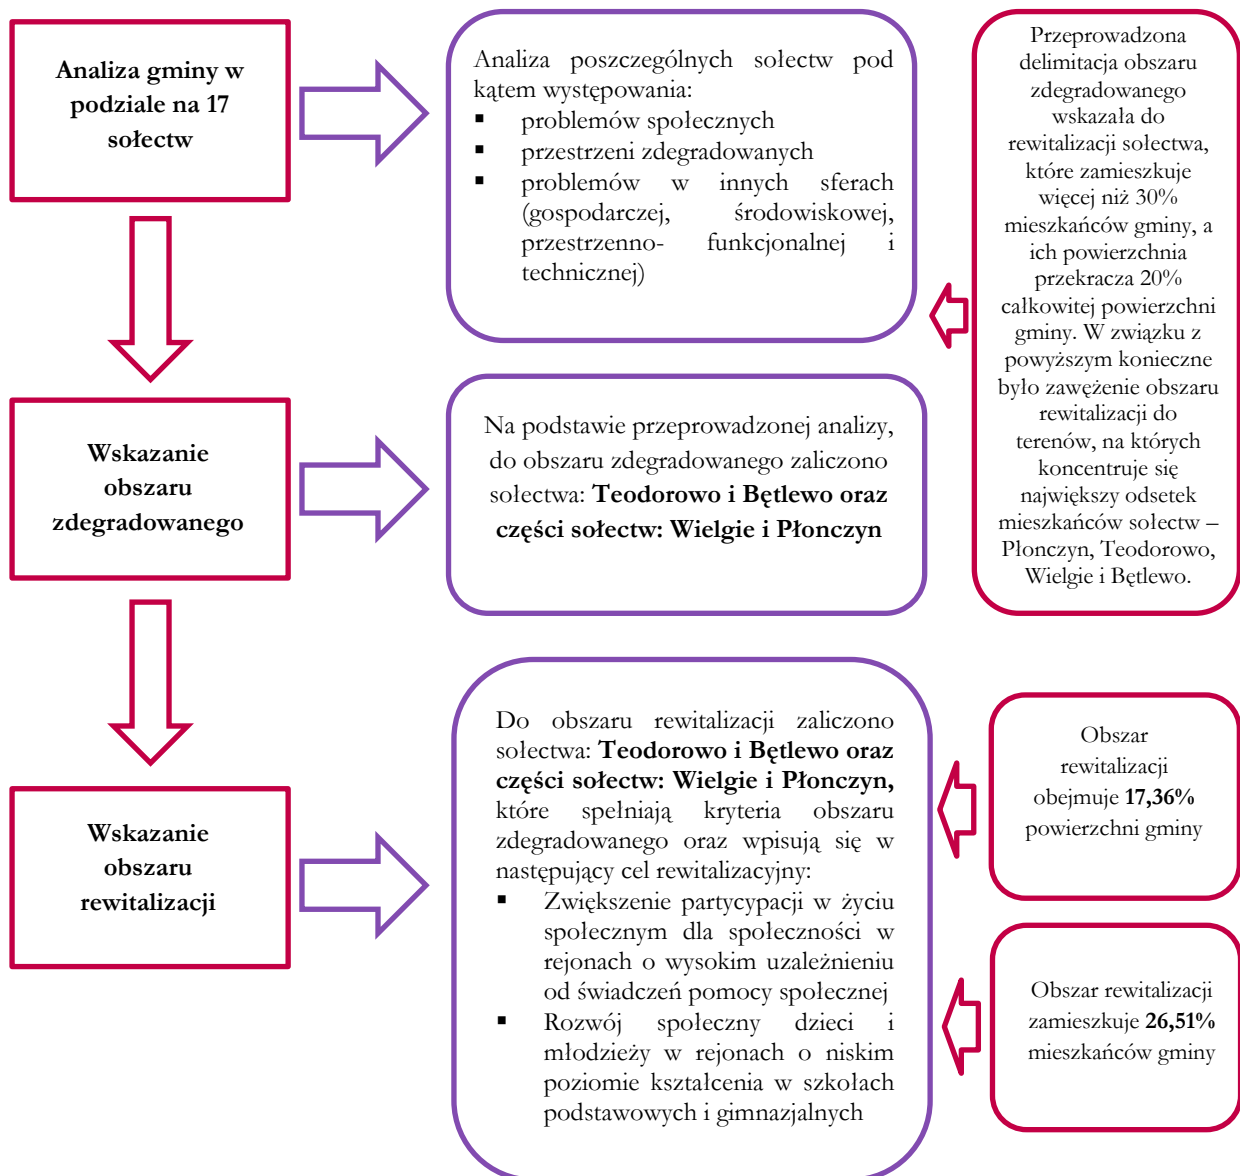 Analiza gminy w
podziale na 17
sołectw
Analiza poszczególnych sołectw pod
kątem występowania:
▪ problemów społecznych
▪ przestrzeni zdegradowanych
▪ problemów w innych sferach
(gospodarczej, środowiskowej,
przestrzenno- funkcjonalnej i
technicznej)
Przeprowadzona
delimitacja obszaru
zdegradowanego
wskazała do
rewitalizacji sołectwa,
które zamieszkuje
więcej niż 30%
mieszkańców gminy, a
ich powierzchnia
przekracza 20%
całkowitej powierzchni
gminy. W związku z
powyższym konieczne
było zawężenie obszaru
rewitalizacji do
terenów, na których
koncentruje się
największy odsetek
mieszkańców sołectw –
Płonczyn, Teodorowo,
Wielgie i Bętlewo.
Wskazanie
obszaru
zdegradowanego
Na podstawie przeprowadzonej analizy,
do obszaru zdegradowanego zaliczono
sołectwa: Teodorowo i Bętlewo oraz
części sołectw: Wielgie i Płonczyn
Wskazanie
obszaru
rewitalizacji
Do obszaru rewitalizacji zaliczono
sołectwa: Teodorowo i Bętlewo oraz
części sołectw: Wielgie i Płonczyn,
które spełniają kryteria obszaru
zdegradowanego oraz wpisują się w
następujący cel rewitalizacyjny:
▪ Zwiększenie partycypacji w życiu
społecznym dla społeczności w
rejonach o wysokim uzależnieniu
od świadczeń pomocy społecznej
▪ Rozwój społeczny dzieci i
młodzieży w rejonach o niskim
poziomie kształcenia w szkołach
podstawowych i gimnazjalnych
Obszar
rewitalizacji
obejmuje 17,36%
powierzchni gminy
Obszar rewitalizacji
zamieszkuje 26,51%
mieszkańców gminy